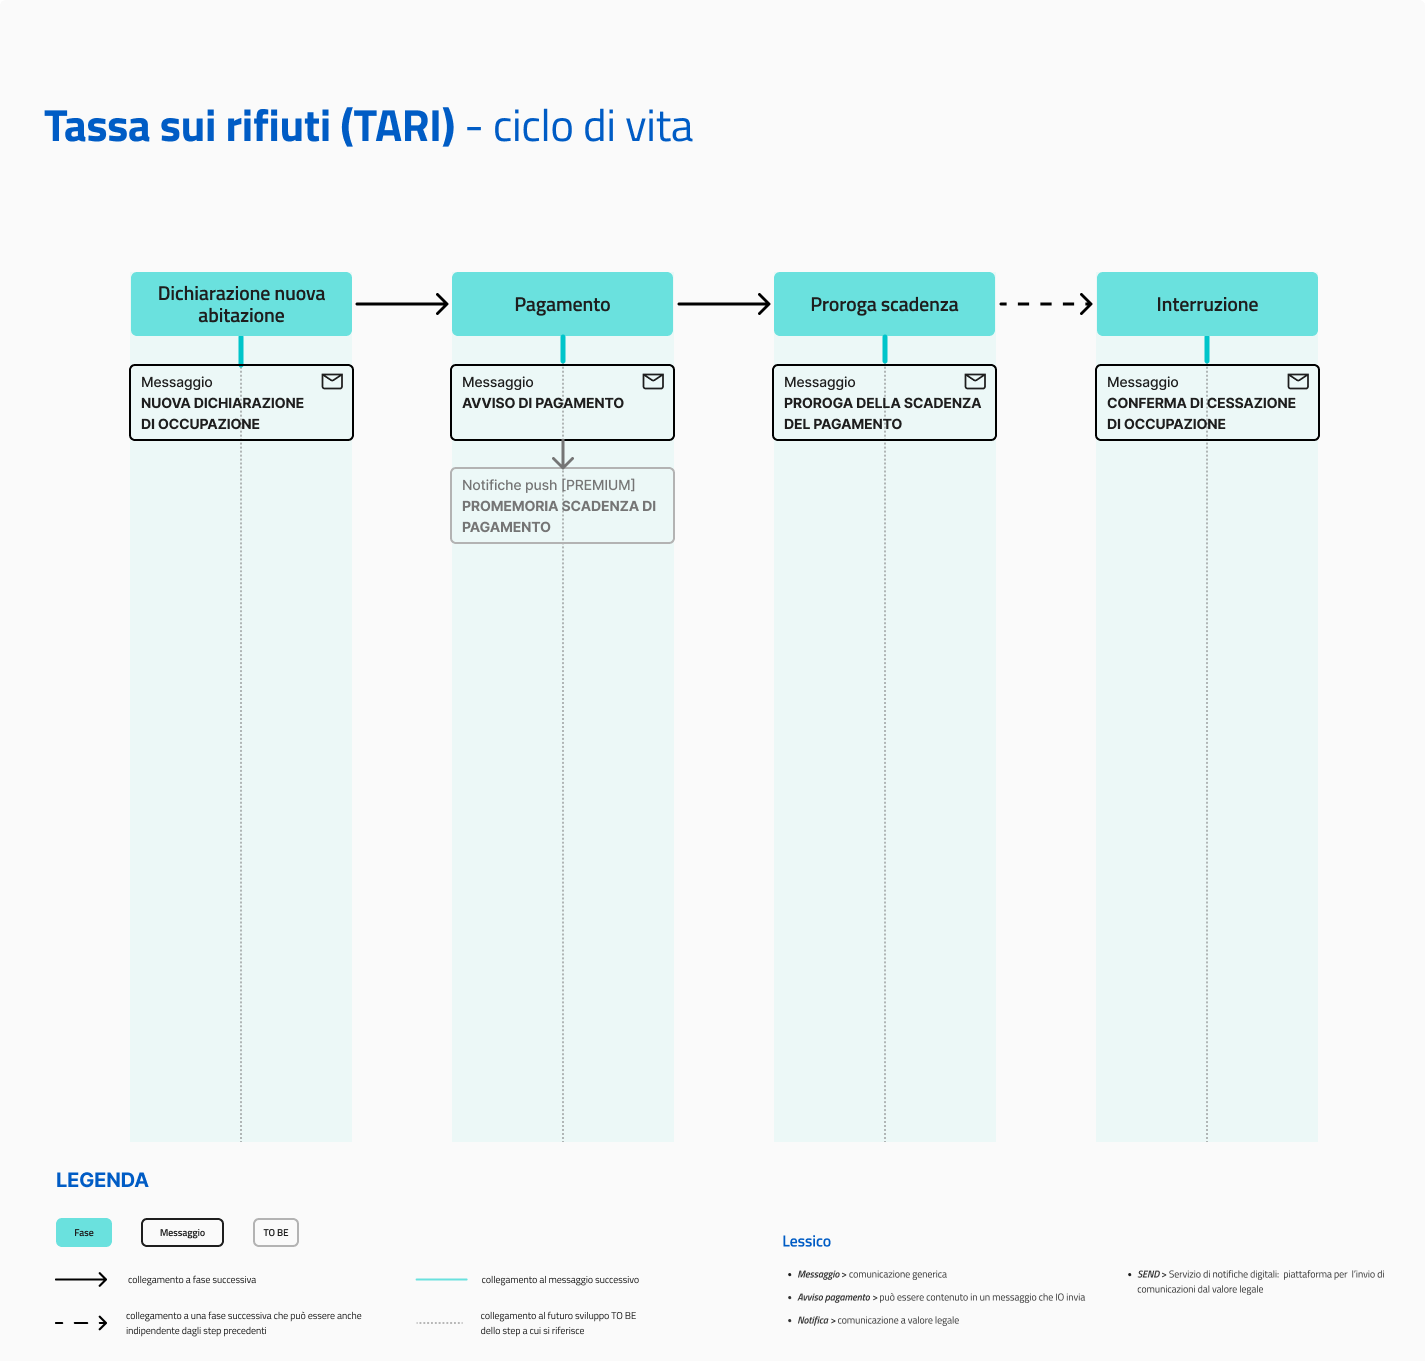 Tassa sui rifiuti (TARI) - ciclo di vita
Dichiarazione nuova
abitazione
Pagamento
Proroga scadenza
Interruzione
Messaggio
NUOVA DICHIARAZIONE
DI OCCUPAZIONE
Messaggio
AVVISO DI PAGAMENTO
Messaggio
PROROGA DELLA SCADENZA
DEL PAGAMENTO
Messaggio
CONFERMA DI CESSAZIONE
DI OCCUPAZIONE
Notifiche push [PREMIUM]
PROMEMORIA SCADENZA DI
PAGAMENTO
LEGENDA
Fase
Messaggio
TO BE
collegamento a fase successiva
collegamento al messaggio successivo
collegamento a una fase successiva che può essere anche
indipendente dagli step precedenti
collegamento al futuro sviluppo TO BE
dello step a cui si riferisce
Lessico
• Messaggio > comunicazione generica
• Avviso pagamento > può essere contenuto in un messaggio che IO invia
• Notifica > comunicazione a valore legale
• SEND > Servizio di notifiche digitali: piattaforma per l'invio di
comunicazioni dal valore legale